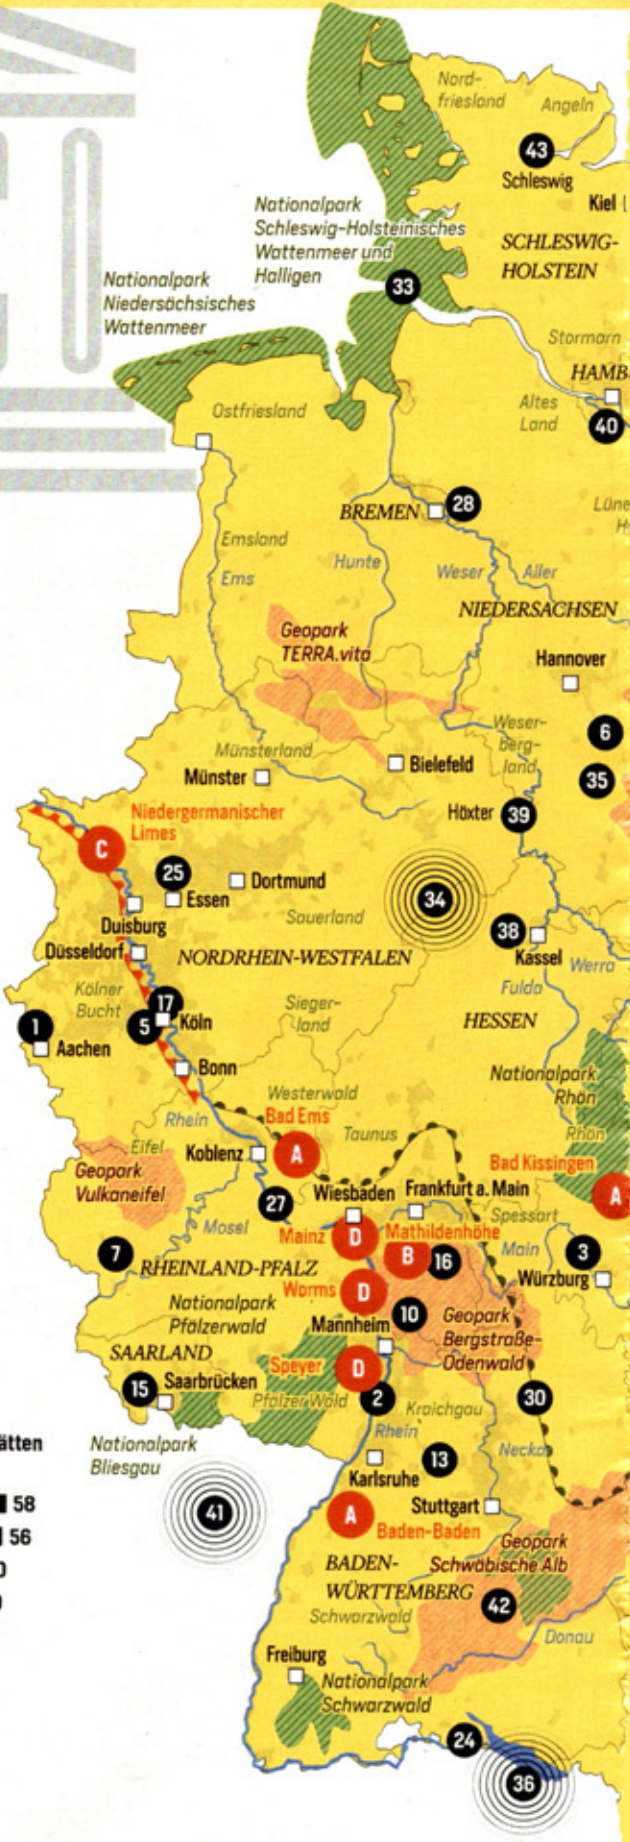 Nord-
friesland
Angeln
43
Schleswig
Kiel
Nationalpark
Schleswig-Holsteinisches
Wattenmeer und
Halligen
SCHLESWIG-
HOLSTEIN
33
Nationalpark
Niedersächsisches
Wattenmeer
Stormarn
HAMB
Altes
Land
40
Ostfriesland
BREMEN
28
Lüne
H
Emsland
Ems
Hunte
Weser
Aller
NIEDERSACHSEN
Geopark
TERRA.vita
Hannover
6
Weser-
berg-
land
35
Münsterland
Münster
Bielefeld
Höxter
39
Niedergermanischer
Limes
C
25
Essen
Dortmund
34
Duisburg
Sauerland
38
Kassel
Düsseldorf
NORDRHEIN-WESTFALEN
Werra
Fulda
Kölner
Bucht
17
5
Köln
Sieger-
land
HESSEN
1
Aachen
Bonn
Nationalpark
Rhön
Rhön
Westerwald
Rhein
Bad Ems
Taunus
Eifel
Koblenz
A
Bad Kissingen
A
Geopark
Vulkaneifel
Wiesbaden
Frankfurt a. Main
27
Spessart
Mosel
Mainz
D
Mathildenhöhe
B
16
Main
3
Würzburg
7
RHEINLAND-PFALZ
Worms
D
Nationalpark
Pfälzerwald
Mannheim
10
Geopark
Bergstraße-
Odenwald
SAARLAND
Speyer
D
15
Saarbrücken
Pfälzer Wald
2
Kraichgau
30
Rhein
Nationalpark
Bliesgau
Necka
13
Karlsruhe
ätten
58
56
0
41
A
Baden-Baden
Stuttgart
Geopark
Schwäbische Alb
BADEN-
WÜRTTEMBERG
Schwarzwald
42
Donau
Freiburg
Nationalpark
Schwarzwald
24
36